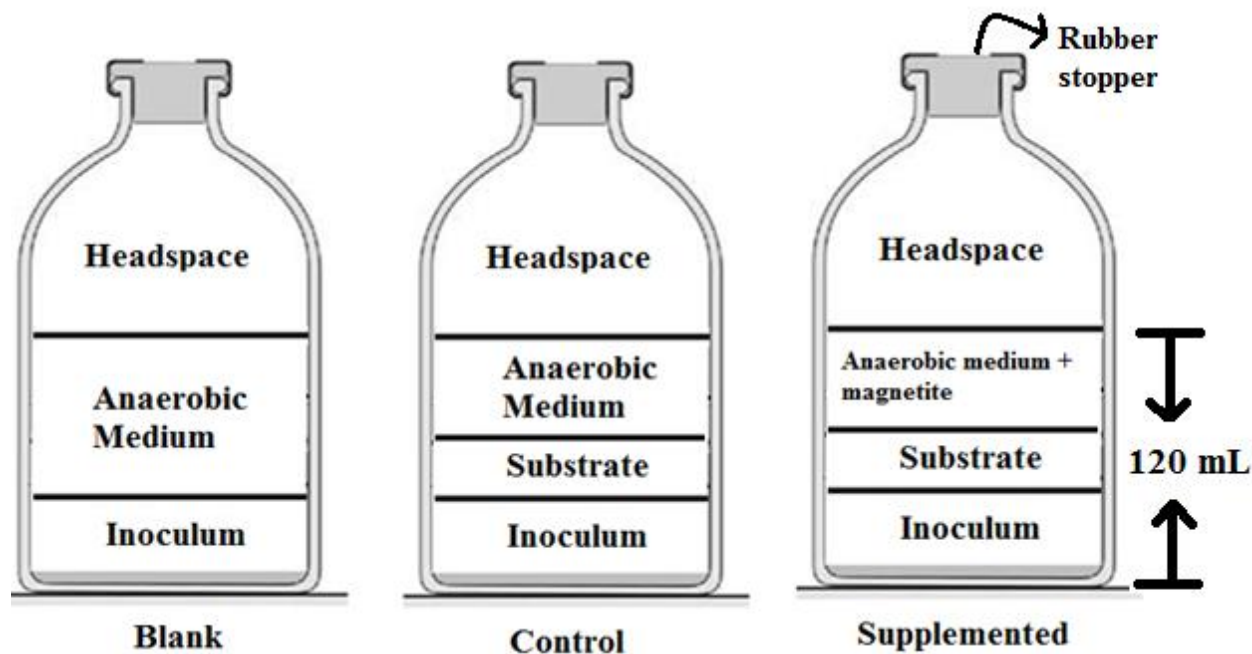 Rubber
stopper
Headspace
Anaerobic
Medium
Inoculum
Blank
Headspace
Anaerobic
Medium
Substrate
Inoculum
Control
Headspace
Anaerobic medium +
magnetite
Substrate
Inoculum
Supplemented
120 mL